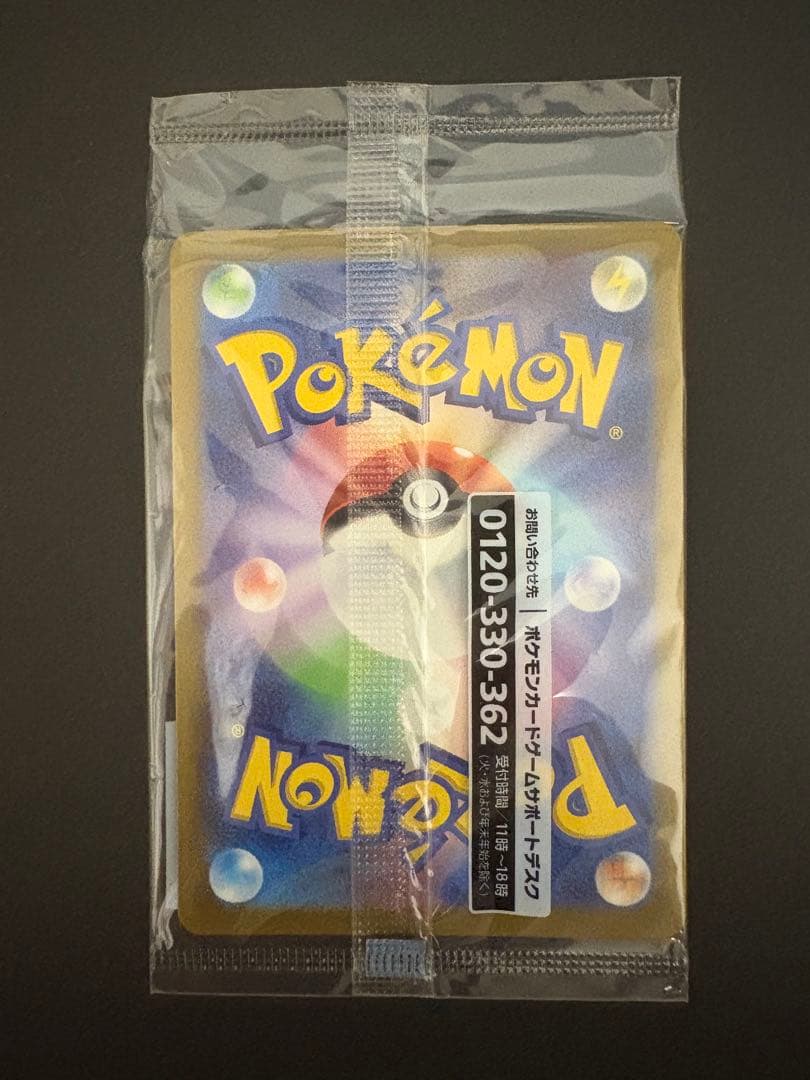 POKéMON
®
お問い合わせ先 | ポケモンカードゲームサポートデスク
0120-330-362 受付時間／11時～18時
(火・水および年末年始を除く)
POKéMON
®